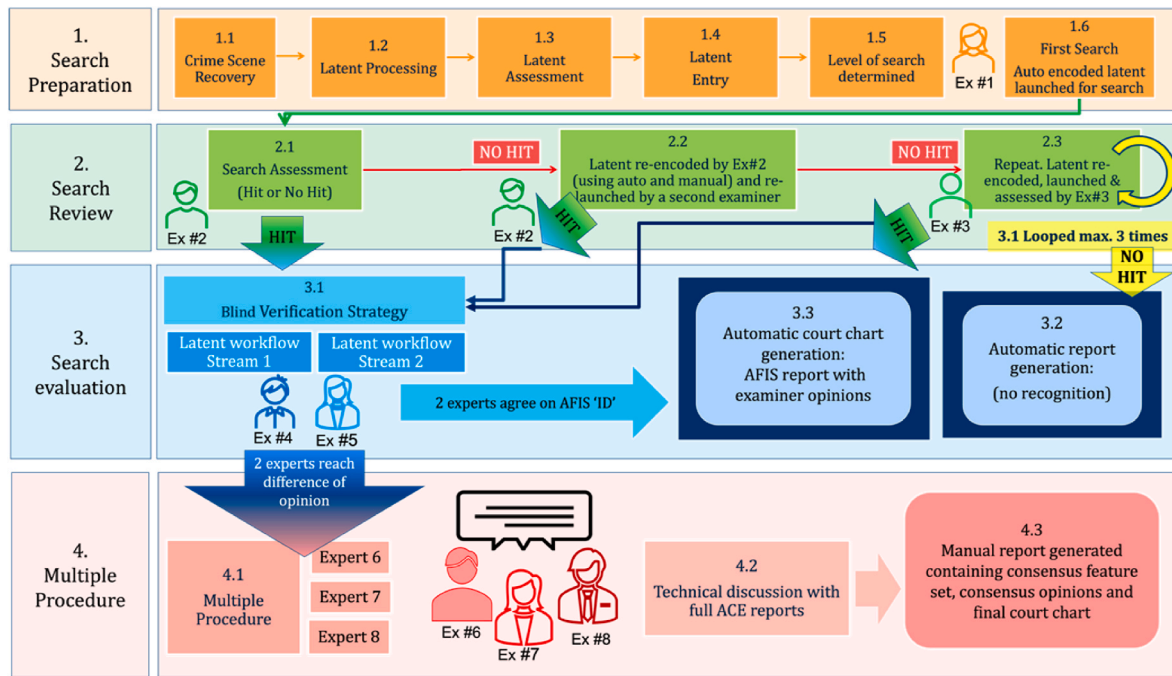 1.
Search
Preparation
1.1
Crime Scene
Recovery
1.2
Latent Processing
1.3
Latent
Assessment
1.4
Latent
Entry
1.5
Level of search
determined
Ex #1
1.6
First Search
Auto encoded latent
launched for search
2.
Search
Review
2.1
Search Assessment
(Hit or No Hit)
Ex #2
HIT
NO HIT
2.2
Latent re-encoded by Ex#2
(using auto and manual) and re-
launched by a second examiner
Ex #2
HIT
NO HIT
2.3
Repeat. Latent re-
encoded, launched &
assessed by Ex#3
Ex #3
HIT
3.1 Looped max. 3 times
NO
HIT
3.
Search
evaluation
3.1
Blind Verification Strategy
Latent workflow
Stream 1
Latent workflow
Stream 2
Ex #4
Ex #5
2 experts agree on AFIS ‘ID’
3.3
Automatic court chart
generation:
AFIS report with
examiner opinions
3.2
Automatic report
generation:
(no recognition)
2 experts reach
difference of
opinion
4.
Multiple
Procedure
4.1
Multiple
Procedure
Expert 6
Expert 7
Expert 8
Ex #6
Ex #7
Ex #8
4.2
Technical discussion with
full ACE reports
4.3
Manual report generated
containing consensus feature
set, consensus opinions and
final court chart